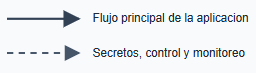 Flujo principal de la aplicacion
Secretos, control y monitoreo